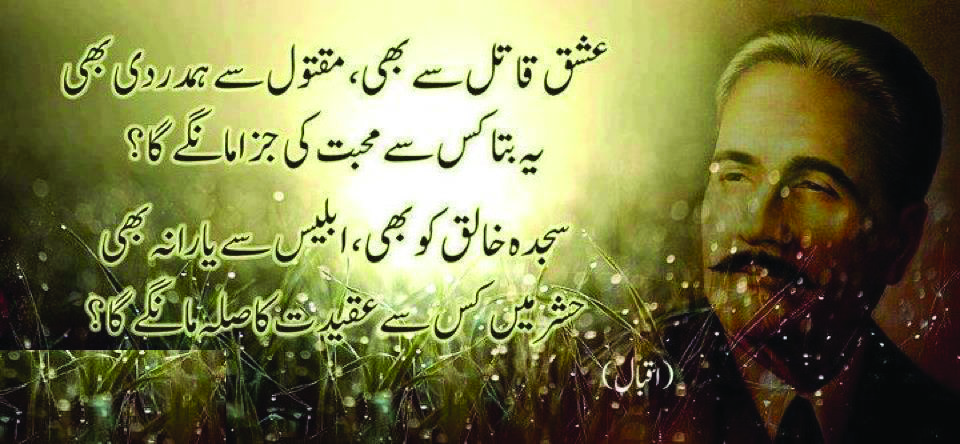 عشق قاتل سے بھی، مقتول سے ہمدردی بھی
یہ بتا کس سے محبت کی جزا مانگے گا؟
سجدہ خالق کو بھی، ابلیس سے یارانہ بھی
حشر میں کس سے عقیدت کا صلہ مانگے گا؟
(اقبال)